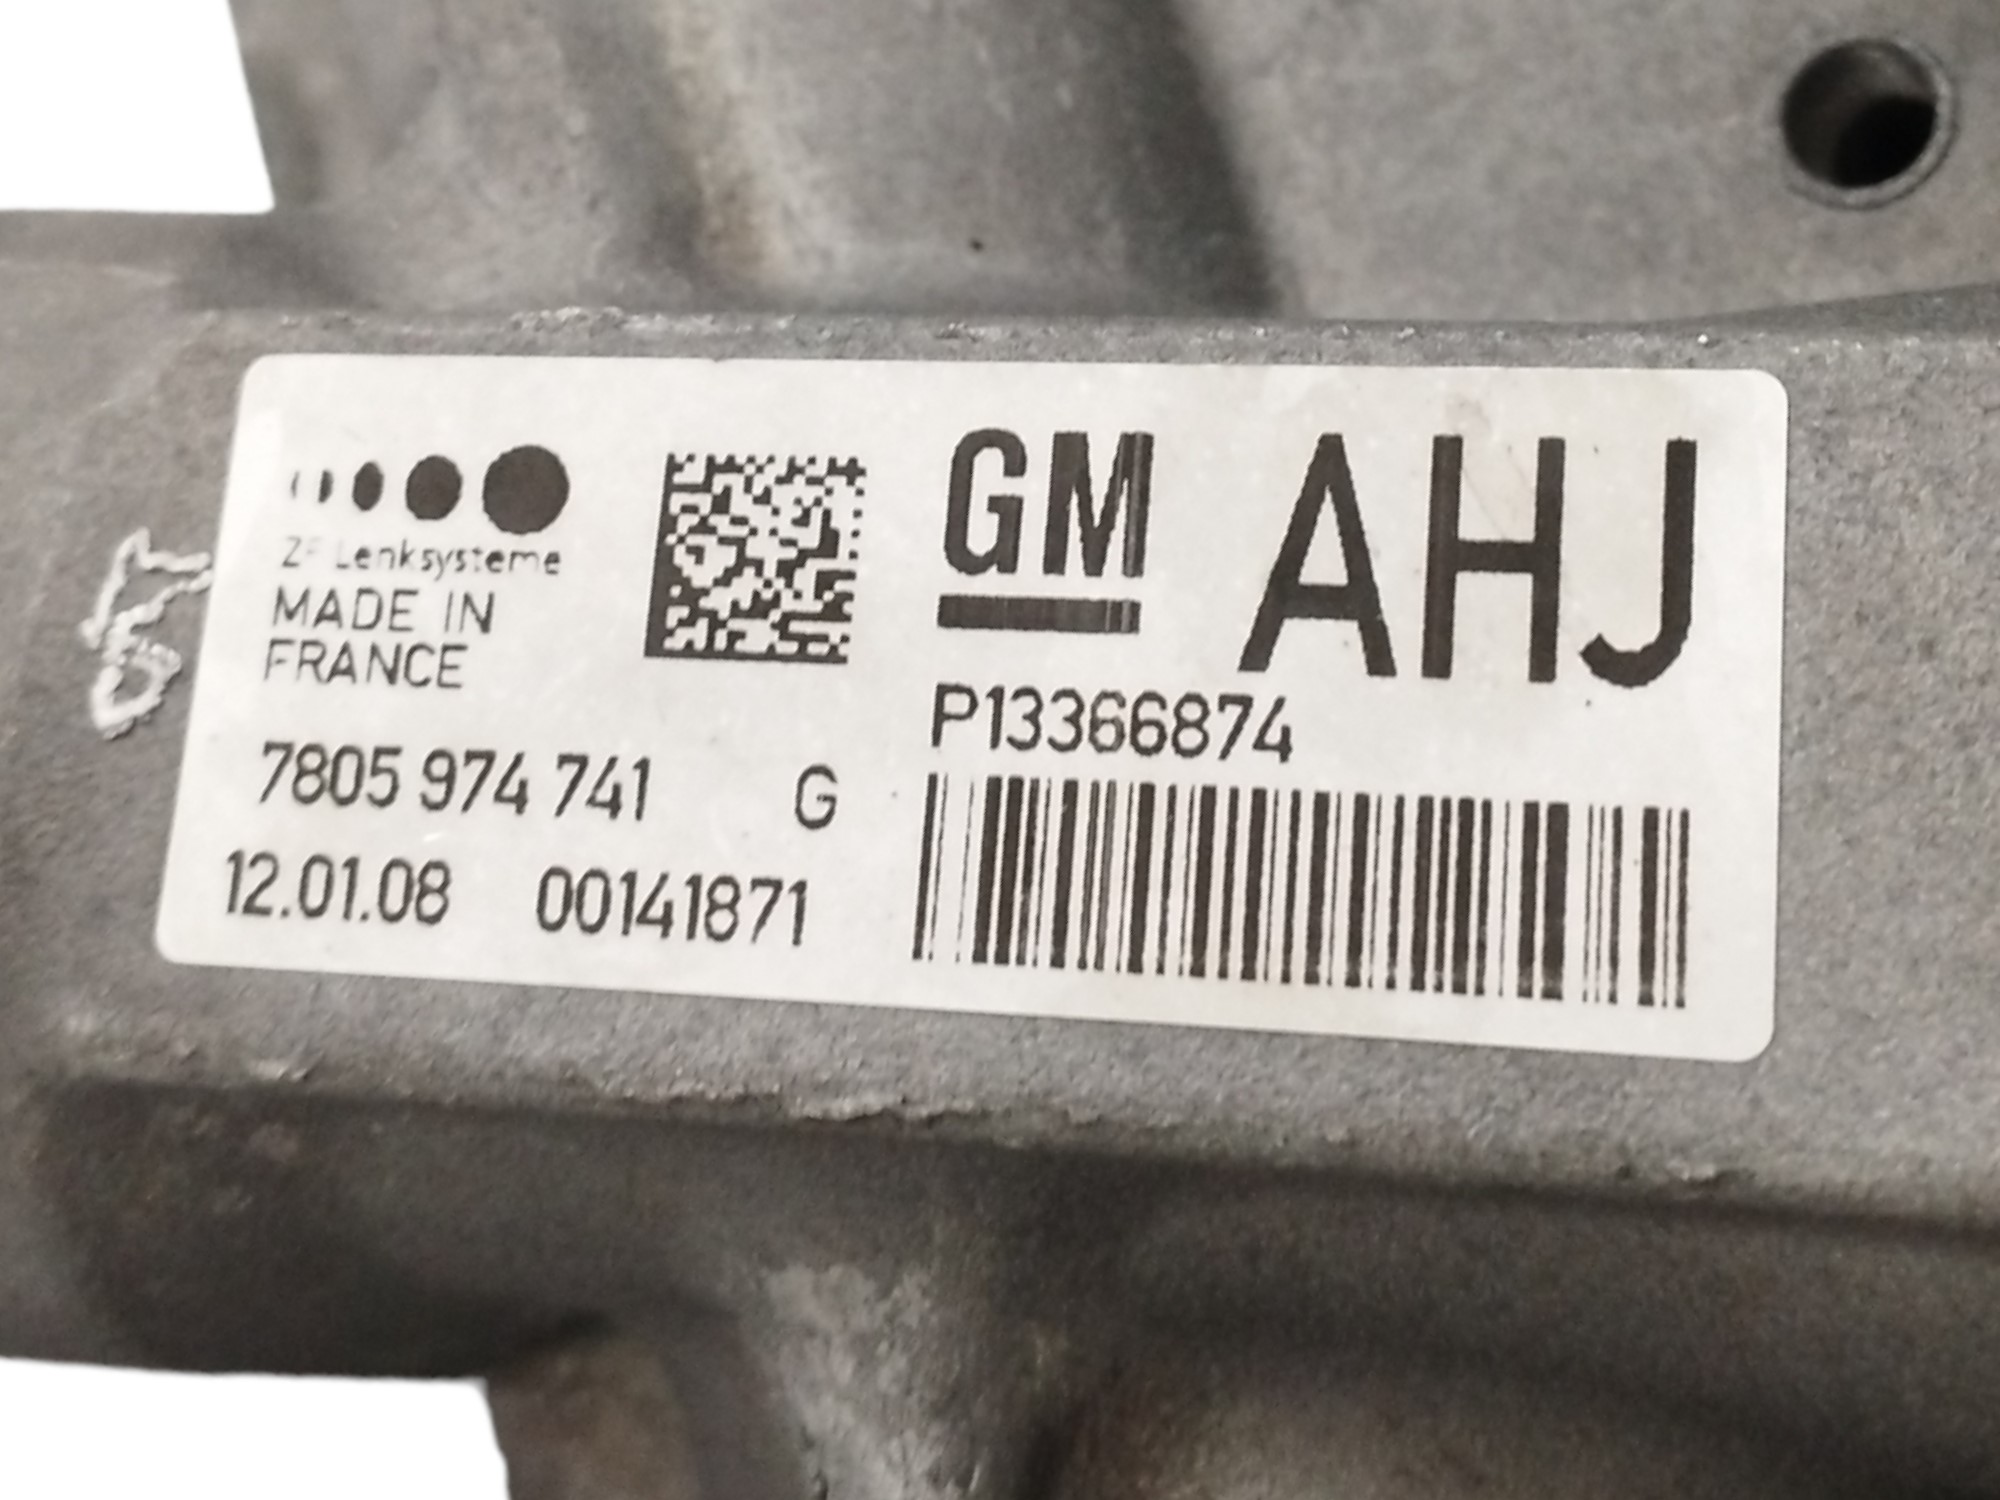 ZF Lenksysteme
MADE IN
FRANCE
7805 974 741 G
12.01.08 00141871
GM
AHJ
P13366874